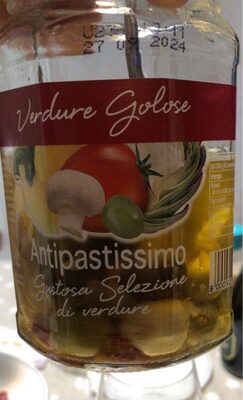 27 09 2024
Verdure Golose
Antipastissimo
Gustosa Selezione
di verdure